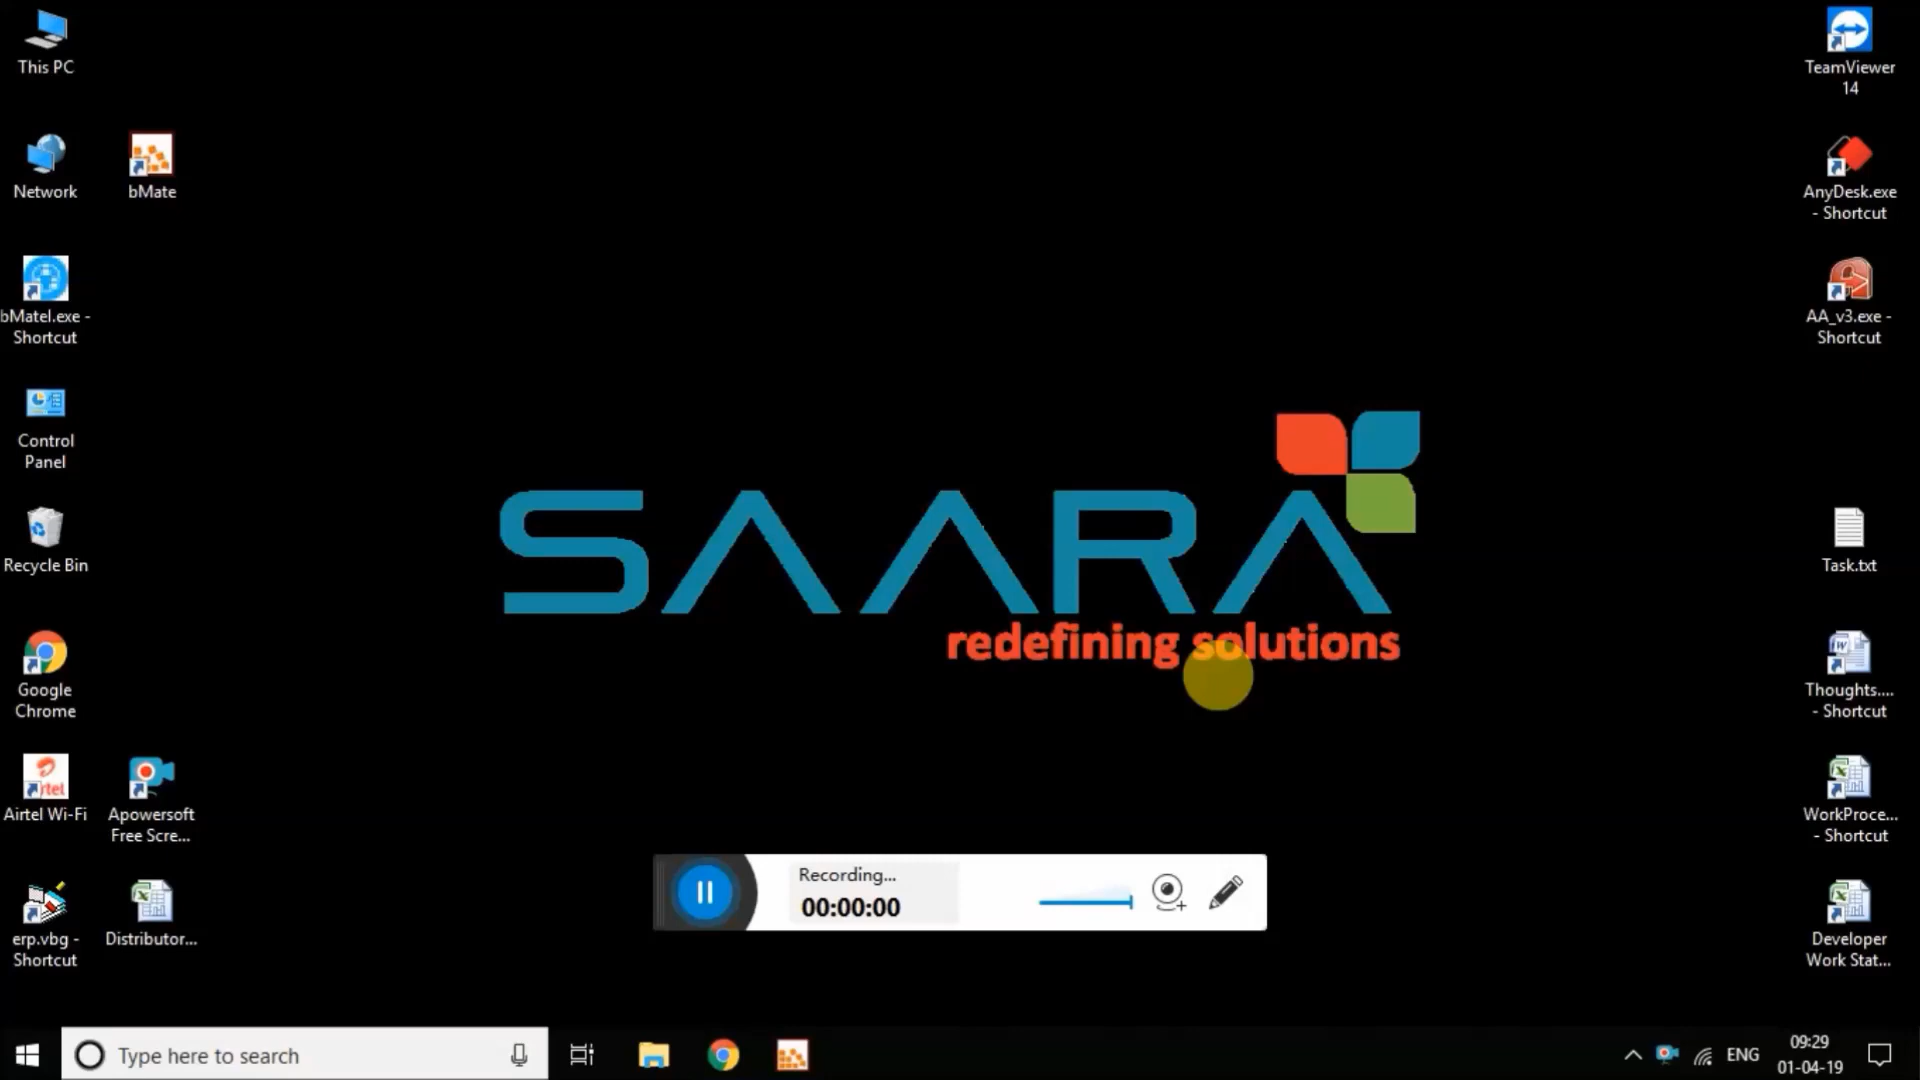 This PC
TeamViewer
14
Network
bMate
AnyDesk.exe
- Shortcut
bMatel.exe -
Shortcut
AA_v3.exe -
Shortcut
Control
Panel
SAARA
redefining solutions
Recycle Bin
Task.txt
Google
Chrome
Thoughts....
- Shortcut
Airtel Wi-Fi
Apowersoft
Free Scre...
WorkProce...
- Shortcut
Recording...
00:00:00
erp.vbg -
Shortcut
Distributor...
Developer
Work Stat...
Type here to search
ENG
09:29
01-04-19